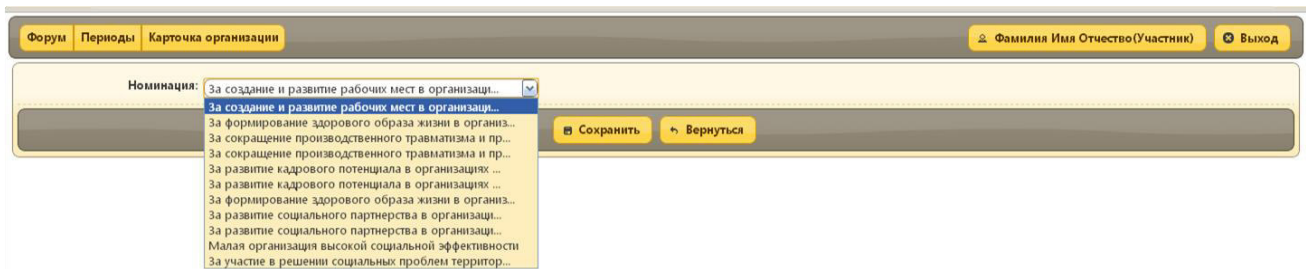 Форум Периоды Карточка организации Фамилия Имя Отчество(Участник) Выход
Номинация: За создание и развитие рабочих мест в организаци...
За создание и развитие рабочих мест в организаци...
За формирование здорового образа жизни в организ...
За сокращение производственного травматизма и пр...
За сокращение производственного травматизма и пр...
За развитие кадрового потенциала в организациях ...
За развитие кадрового потенциала в организациях ...
За формирование здорового образа жизни в организ...
За развитие социального партнерства в организаци...
За развитие социального партнерства в организаци...
Малая организация высокой социальной эффективности
За участие в решении социальных проблем территор...
Сохранить Вернуться